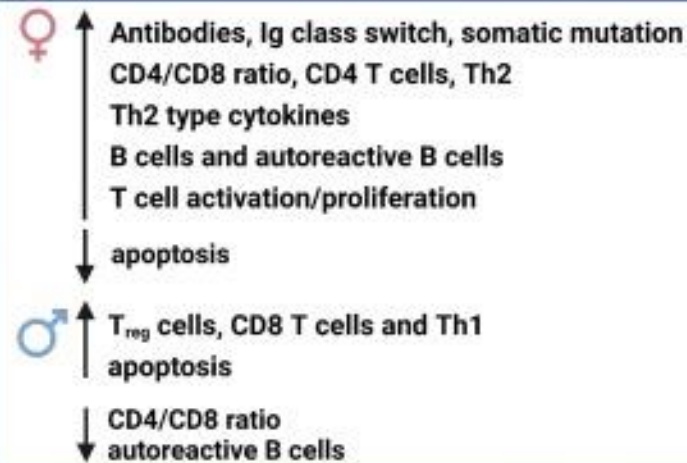 Antibodies, Ig class switch, somatic mutation
CD4/CD8 ratio, CD4 T cells, Th2
Th2 type cytokines
B cells and autoreactive B cells
T cell activation/proliferation
apoptosis
Treg cells, CD8 T cells and Th1
apoptosis
CD4/CD8 ratio
autoreactive B cells